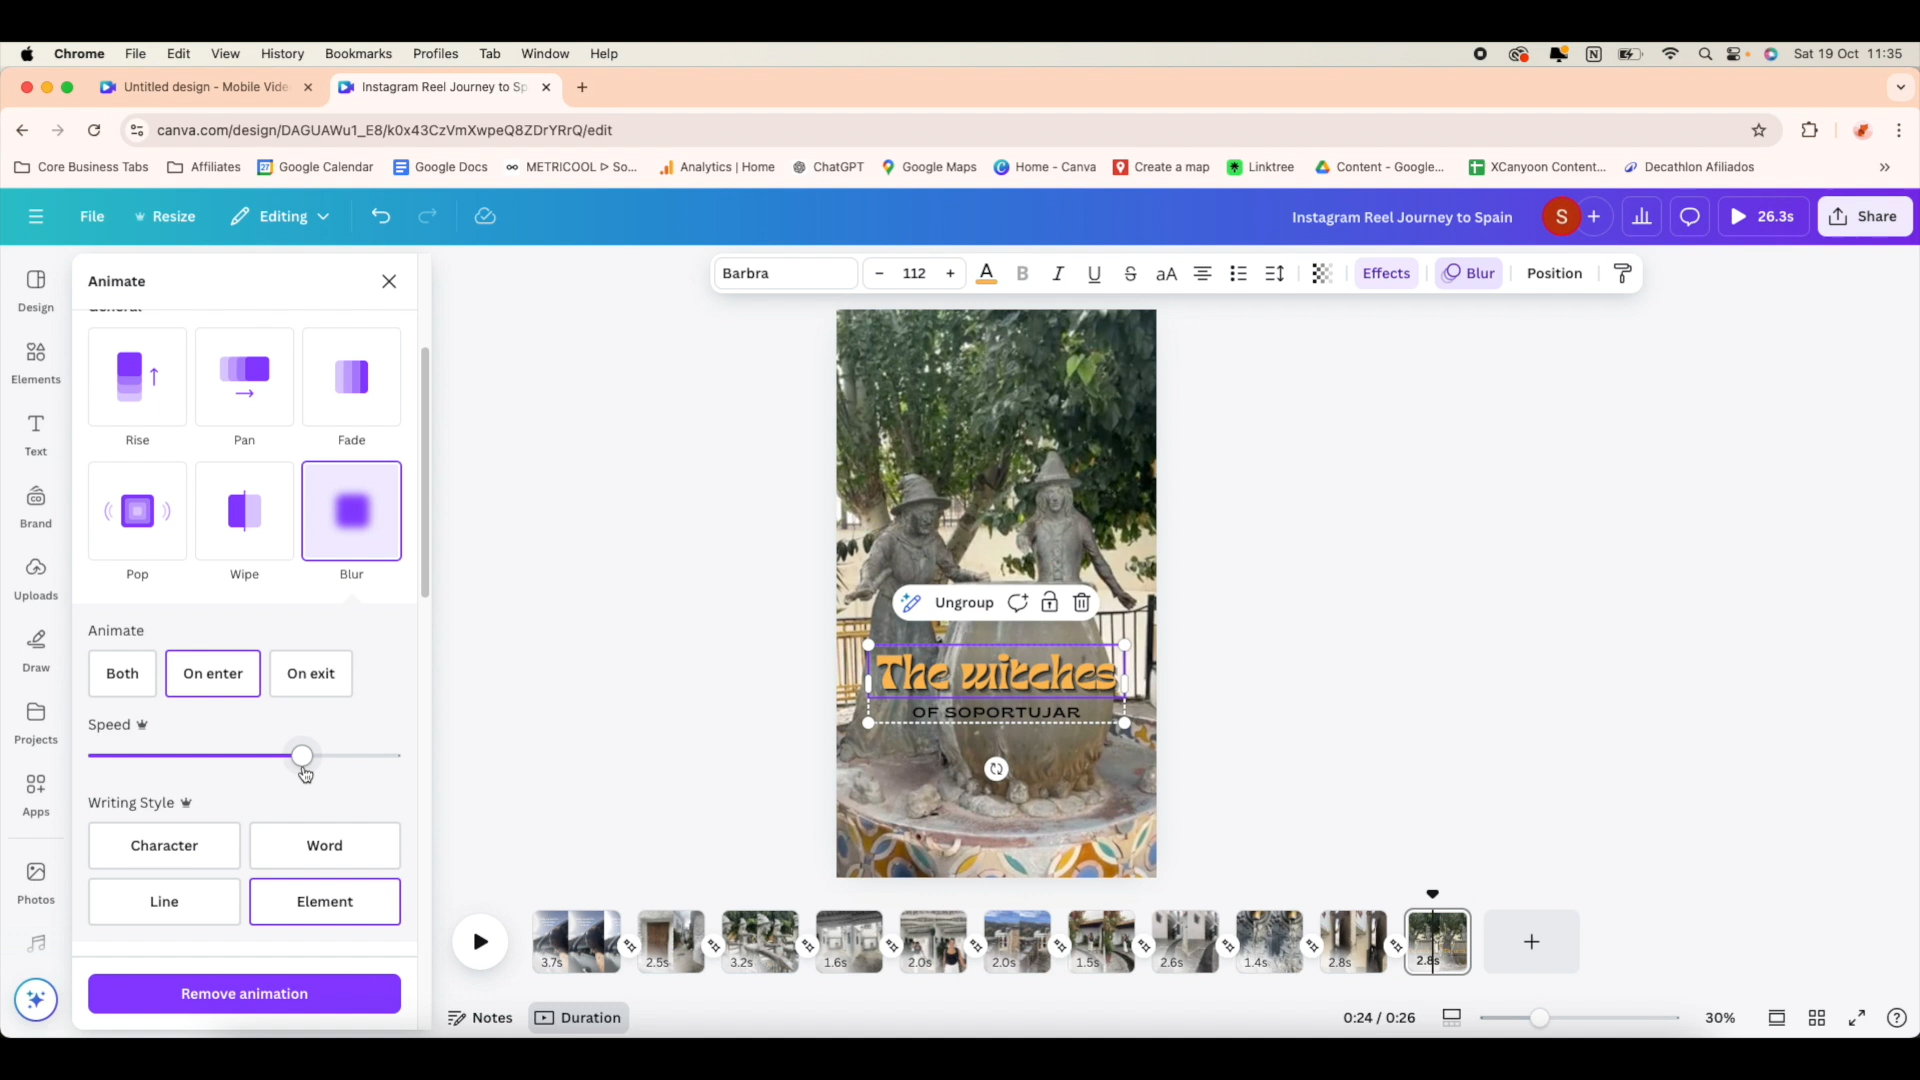 Chrome File Edit View History Bookmarks Profiles Tab Window Help
Sat 19 Oct 11:35
Untitled design - Mobile Vide
Instagram Reel Journey to Sp
canva.com/design/DAGUAWu1_E8/k0x43CzVmXwpeQ8ZDrYRrQ/edit
Core Business Tabs Affiliates Google Calendar Google Docs METRICOOL ᐅ So... Analytics | Home ChatGPT Google Maps Home - Canva Create a map Linktree Content - Google... XCanyoon Content... Decathlon Afiliados »
File Resize Editing Instagram Reel Journey to Spain S 26.3s Share
Animate
Barbra − 112 + A B I U S aA Effects Blur Position
Design
Elements
Text
Brand
Uploads
Draw
Projects
Apps
Photos
Rise Pan Fade
Pop Wipe Blur
Animate
Both On enter On exit
Speed
Writing Style
Character Word
Line Element
Remove animation
Ungroup
The witches
OF SOPORTUJAR
3.7s 2.5s 3.2s 1.6s 2.0s 2.0s 1.5s 2.6s 1.4s 2.8s 2.8s
Notes Duration 0:24 / 0:26 30%